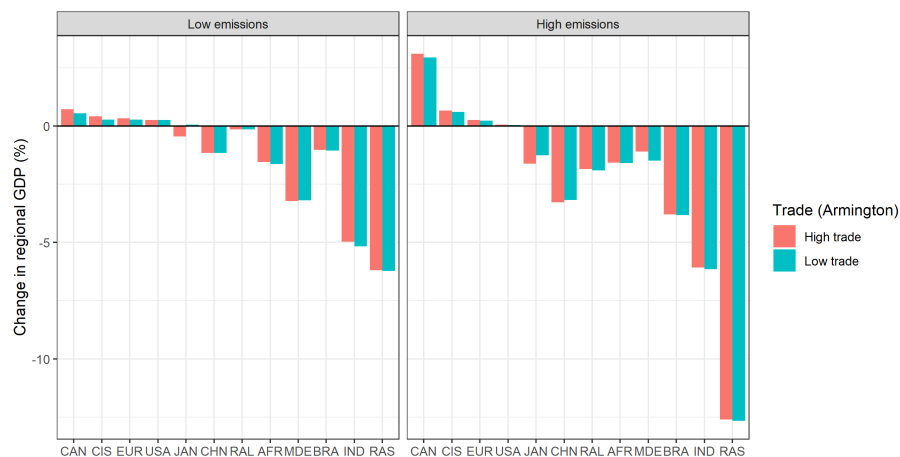 Low emissions
High emissions
Change in regional GDP (%)
0
-5
-10
CAN CIS EUR USA JAN CHN RAL AFR MDE BRA IND RAS
CAN CIS EUR USA JAN CHN RAL AFR MDE BRA IND RAS
Trade (Armington)
High trade
Low trade